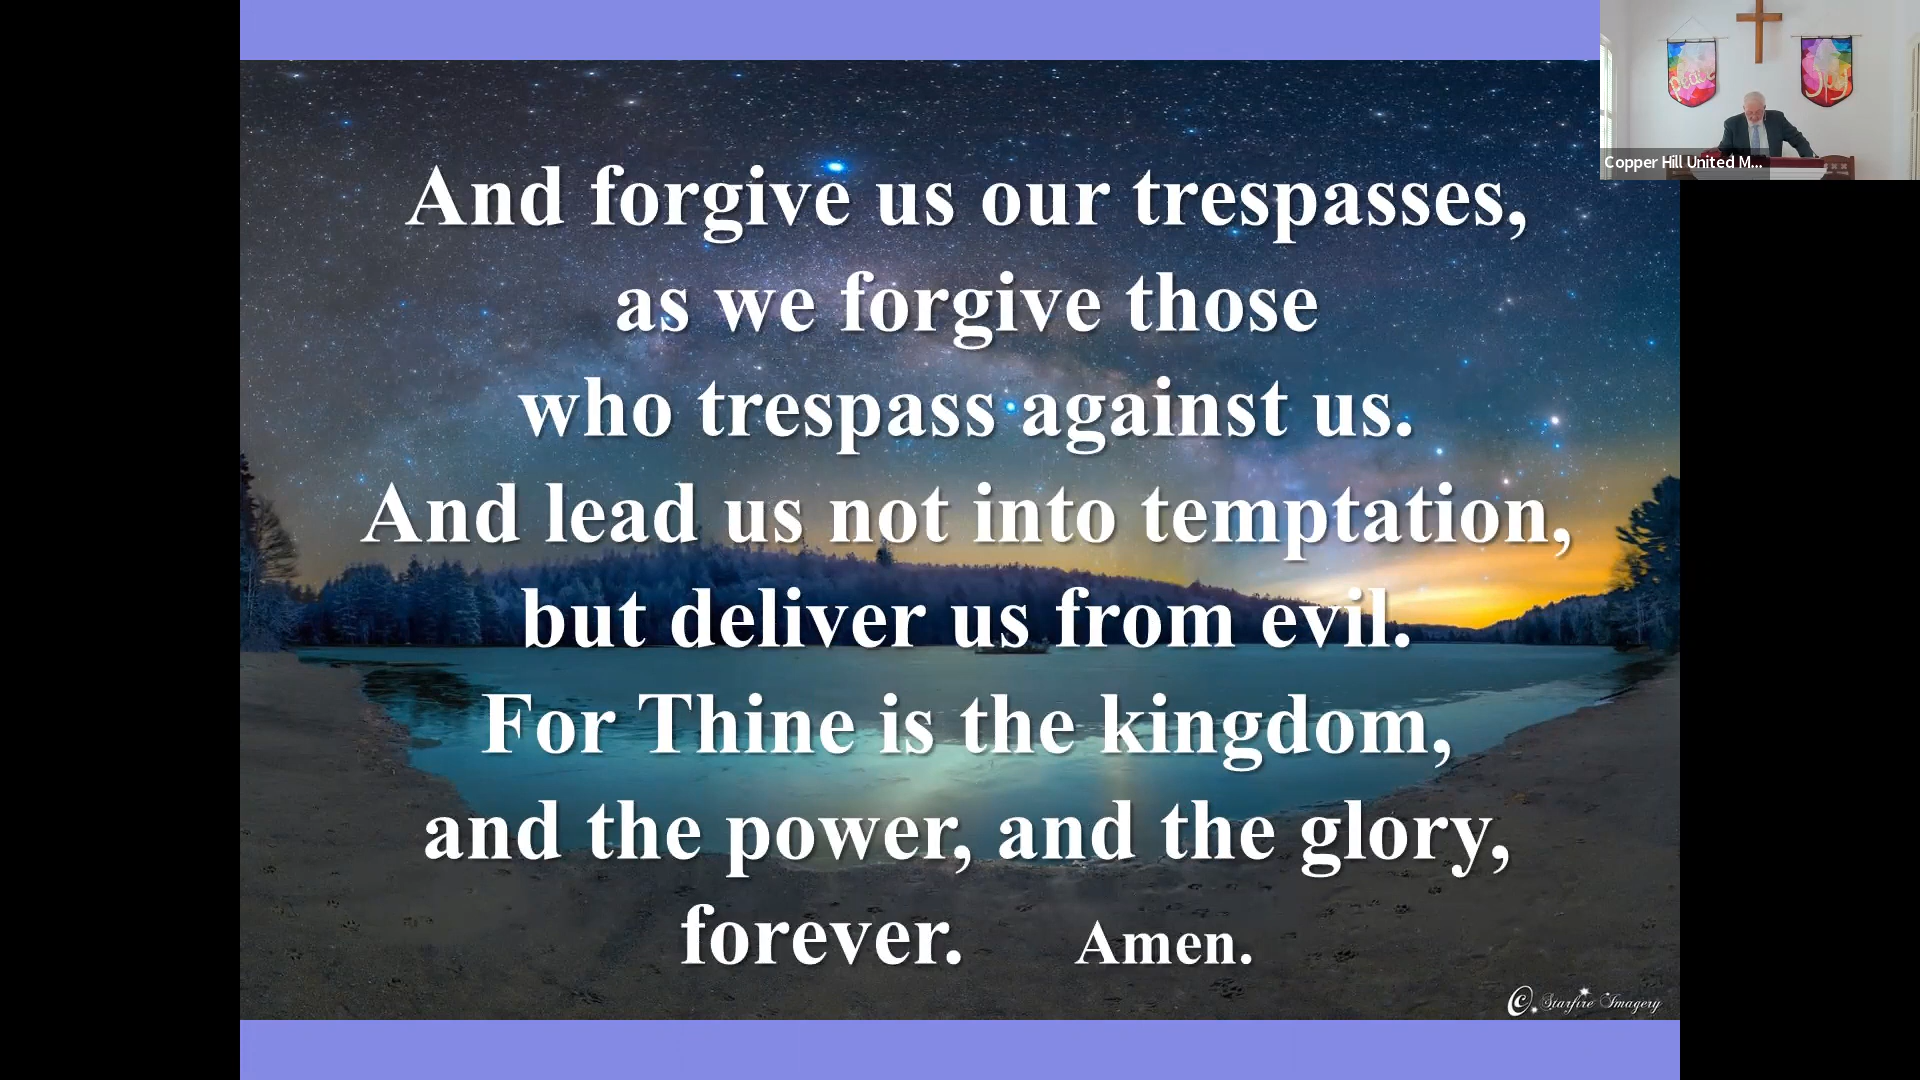 And forgive us our trespasses,
as we forgive those
who trespass against us.
And lead us not into temptation,
but deliver us from evil.
For Thine is the kingdom,
and the power, and the glory,
forever. Amen.
© Starfire Imagery
Peace
Joy
Copper Hill United M...